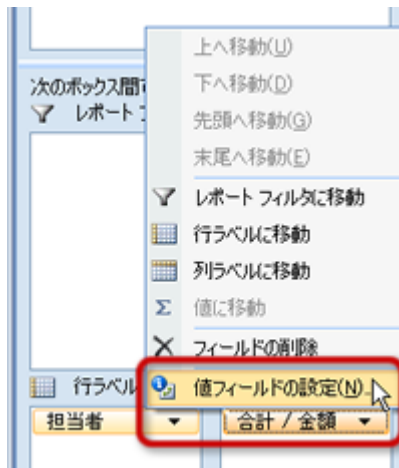 上へ移動(U)
下へ移動(D)
先頭へ移動(G)
末尾へ移動(E)
次のボックス間
レポート
レポート フィルタに移動
行ラベルに移動
列ラベルに移動
Σ 値に移動
フィールドの削除
行ラベル
値フィールドの設定(N)...
担当者
合計 / 金額